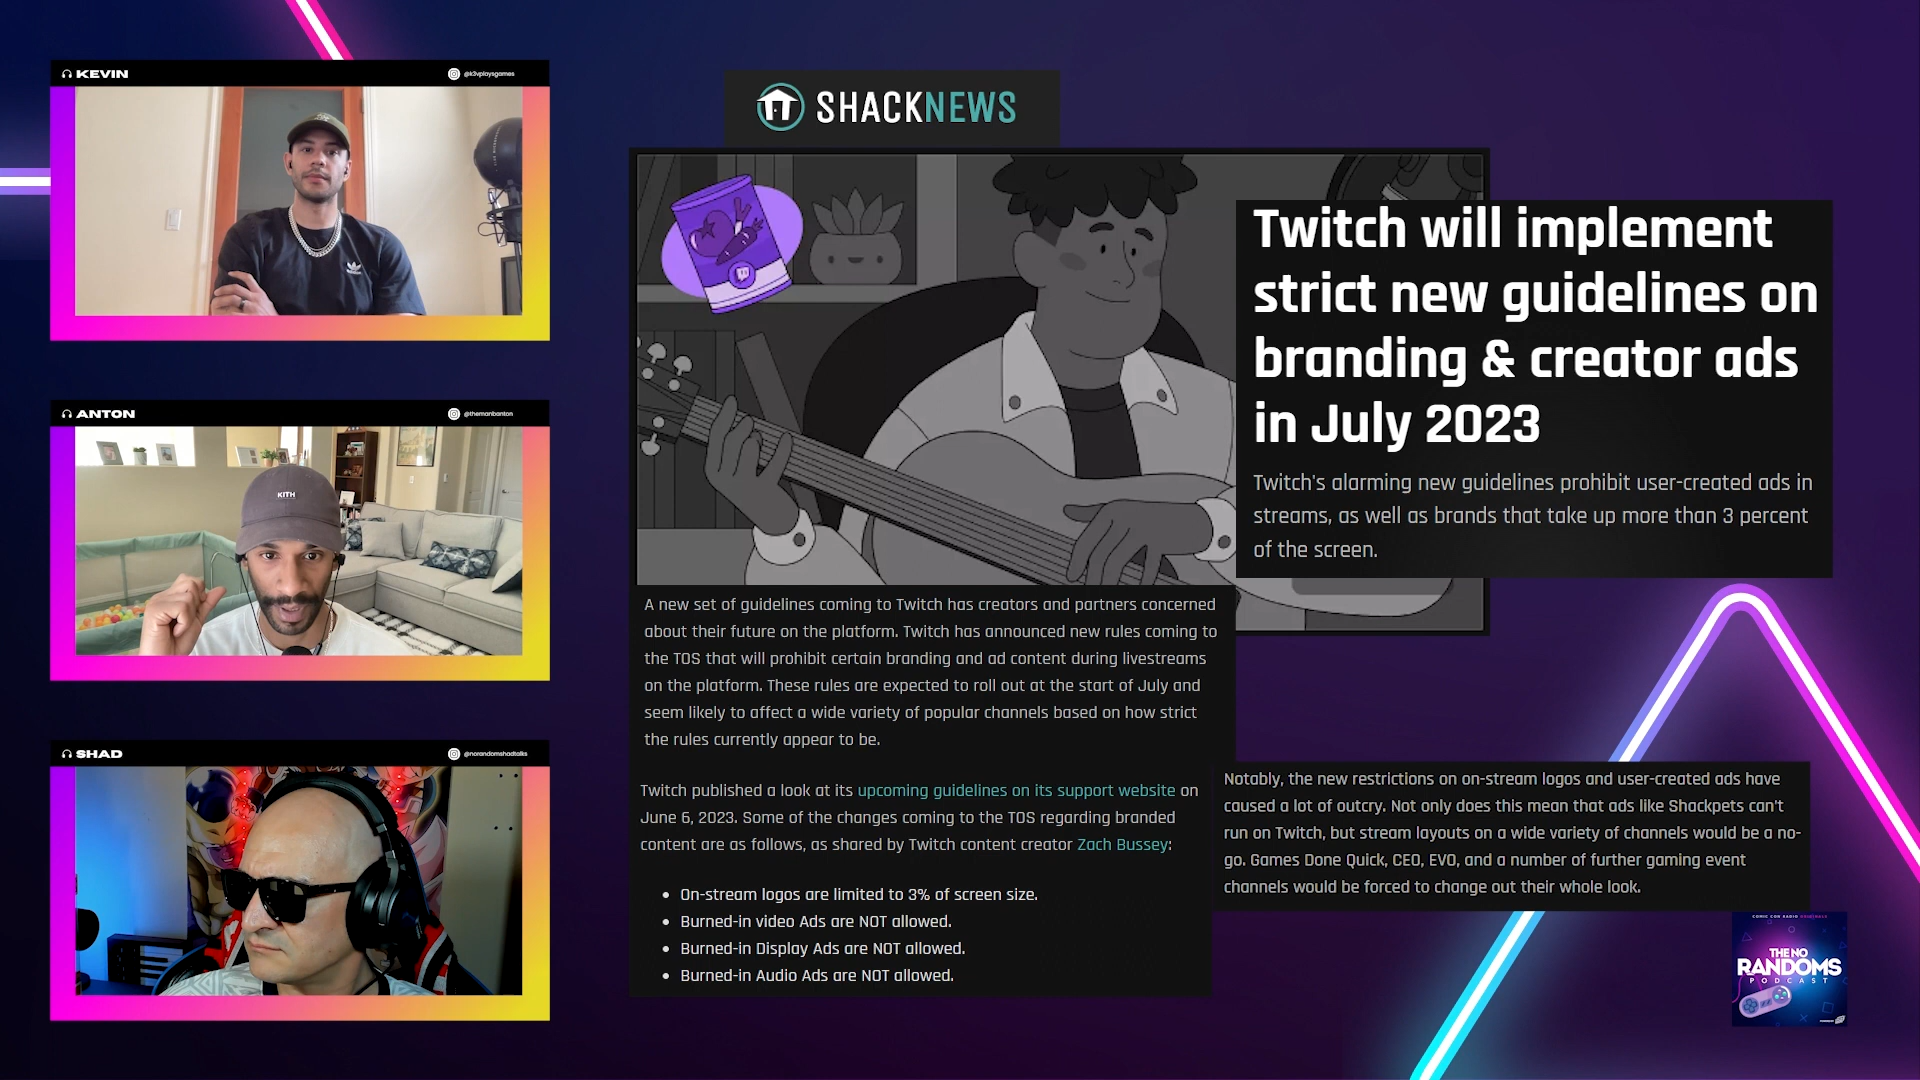 KEVIN
@k3vplaysgames
ANTON
@themanbanton
KITH
SHAD
@norandomshadtalks
SHACKNEWS
Twitch will implement
strict new guidelines on
branding & creator ads
in July 2023
Twitch's alarming new guidelines prohibit user-created ads in
streams, as well as brands that take up more than 3 percent
of the screen.
A new set of guidelines coming to Twitch has creators and partners concerned
about their future on the platform. Twitch has announced new rules coming to
the TOS that will prohibit certain branding and ad content during livestreams
on the platform. These rules are expected to roll out at the start of July and
seem likely to affect a wide variety of popular channels based on how strict
the rules currently appear to be.
Twitch published a look at its upcoming guidelines on its support website on
June 6, 2023. Some of the changes coming to the TOS regarding branded
content are as follows, as shared by Twitch content creator Zach Bussey:
• On-stream logos are limited to 3% of screen size.
• Burned-in video Ads are NOT allowed.
• Burned-in Display Ads are NOT allowed.
• Burned-in Audio Ads are NOT allowed.
Notably, the new restrictions on on-stream logos and user-created ads have
caused a lot of outcry. Not only does this mean that ads like Shackpets can't
run on Twitch, but stream layouts on a wide variety of channels would be a no-
go. Games Done Quick, CEO, EVO, and a number of further gaming event
channels would be forced to change out their whole look.
COMIC CON RADIO ORIGINALS
THE NO
RANDOMS
PODCAST